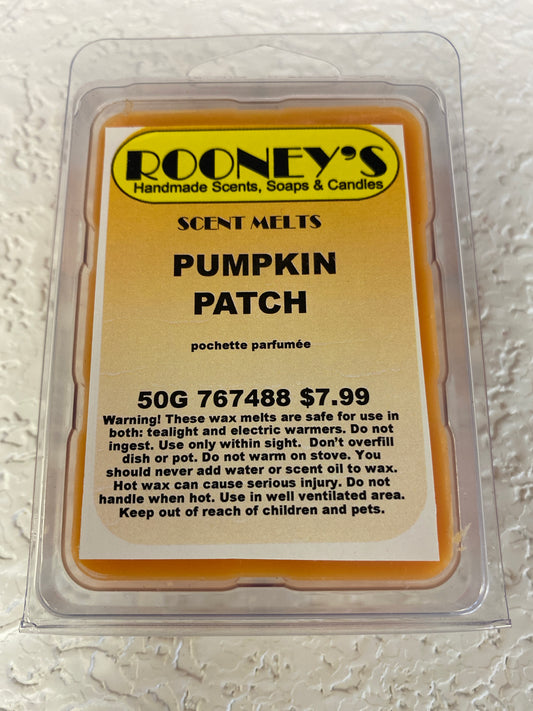 ROONEY'S
Handmade Scents, Soaps & Candles
SCENT MELTS
PUMPKIN
PATCH
pochette parfumée
50G 767488 $7.99
Warning! These wax melts are safe for use in
both: tealight and electric warmers. Do not
ingest. Use only within sight. Don't overfill
dish or pot. Do not warm on stove. You
should never add water or scent oil to wax.
Hot wax can cause serious injury. Do not
handle when hot. Use in well ventilated area.
Keep out of reach of children and pets.